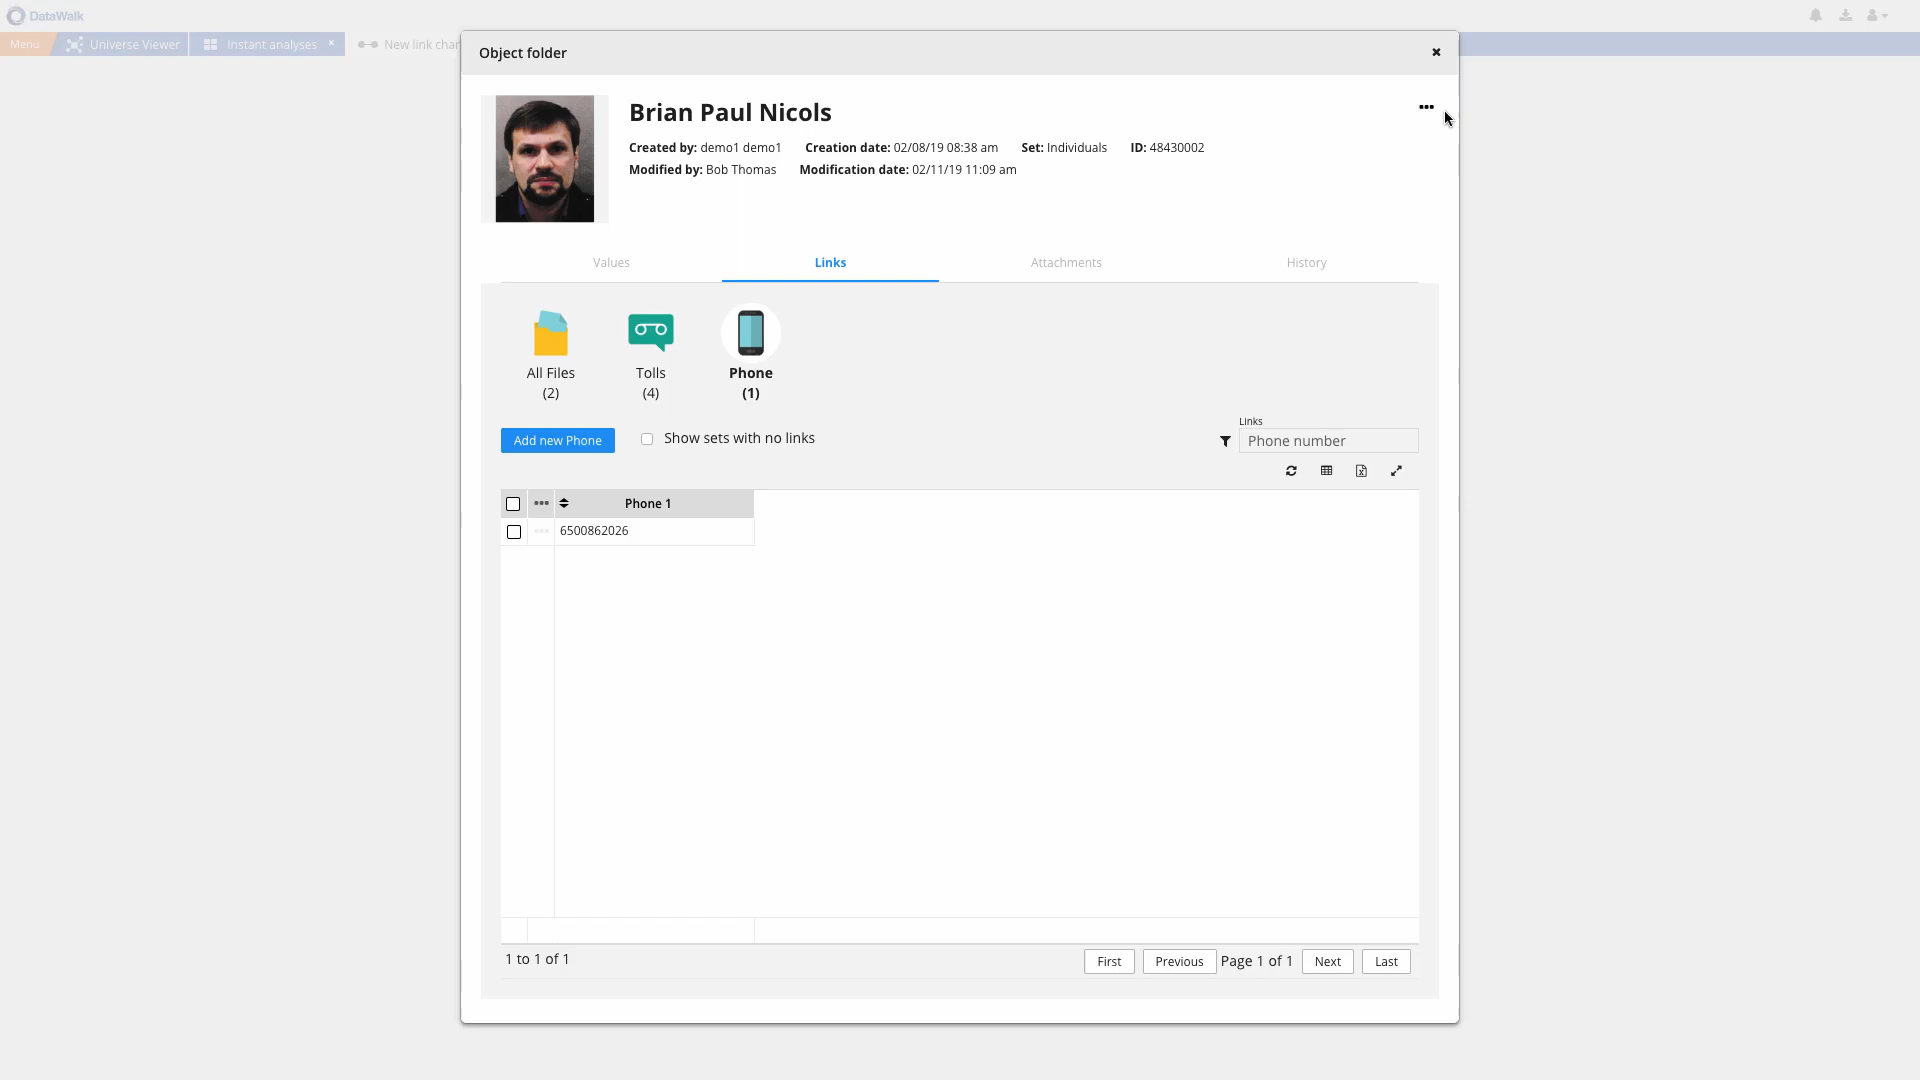 DataWalk
Menu
Universe Viewer
Instant analyses
New link char
Object folder
Brian Paul Nicols
Created by: demo1 demo1 Creation date: 02/08/19 08:38 am Set: Individuals ID: 48430002
Modified by: Bob Thomas Modification date: 02/11/19 11:09 am
Values Links Attachments History
All Files
(2)
Tolls
(4)
Phone
(1)
Add new Phone
Show sets with no links
Links
Phone number
Phone 1
6500862026
1 to 1 of 1
First Previous Page 1 of 1 Next Last